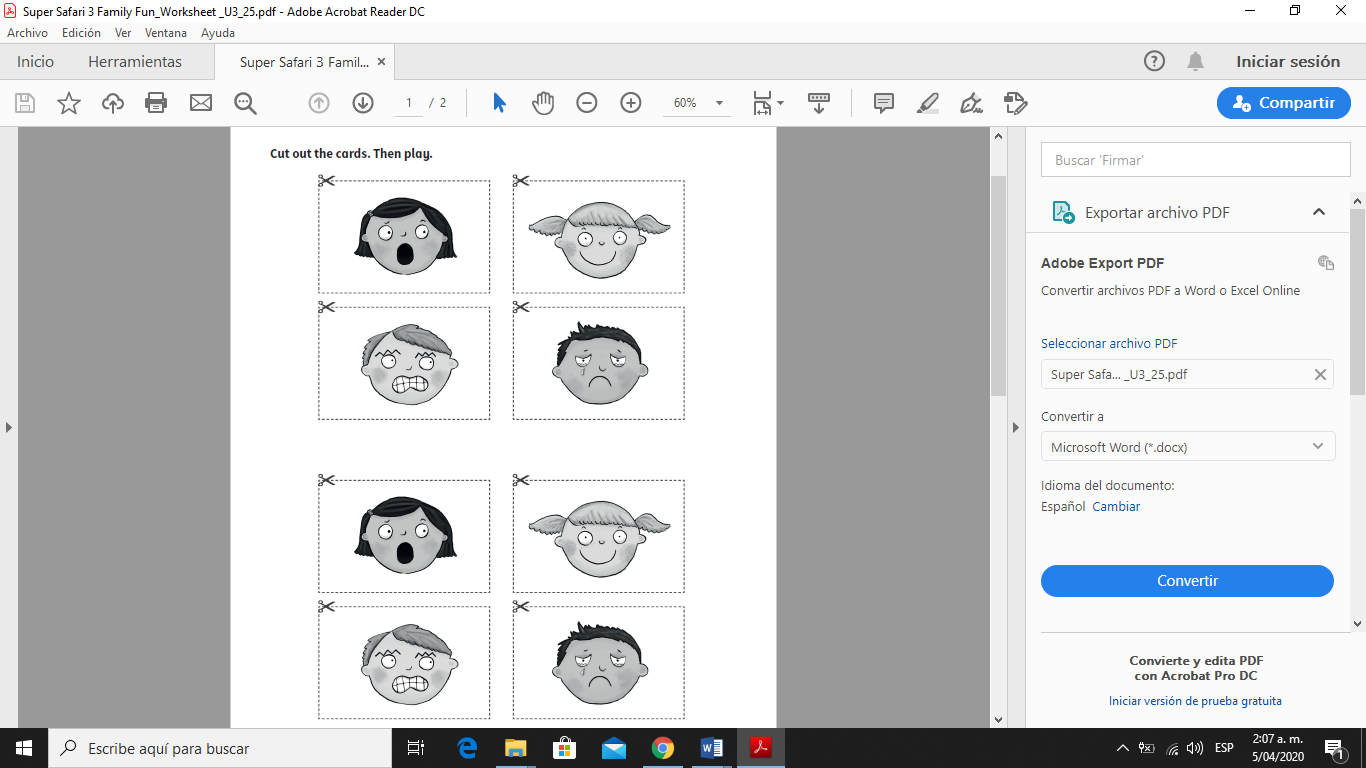 Super Safari 3 Family Fun_Worksheet _U3_25.pdf - Adobe Acrobat Reader DC
Archivo Edición Ver Ventana Ayuda
Inicio Herramientas Super Safari 3 Famil... Iniciar sesión
1 / 2 60% Compartir
Cut out the cards. Then play.
Buscar 'Firmar'
Exportar archivo PDF
Adobe Export PDF
Convertir archivos PDF a Word o Excel Online
Seleccionar archivo PDF
Super Safa... _U3_25.pdf
Convertir a
Microsoft Word (*.docx)
Idioma del documento:
Español Cambiar
Convertir
Convierte y edita PDF
con Acrobat Pro DC
Iniciar versión de prueba gratuita
Escribe aquí para buscar
ESP
2:07 a. m.
5/04/2020
1